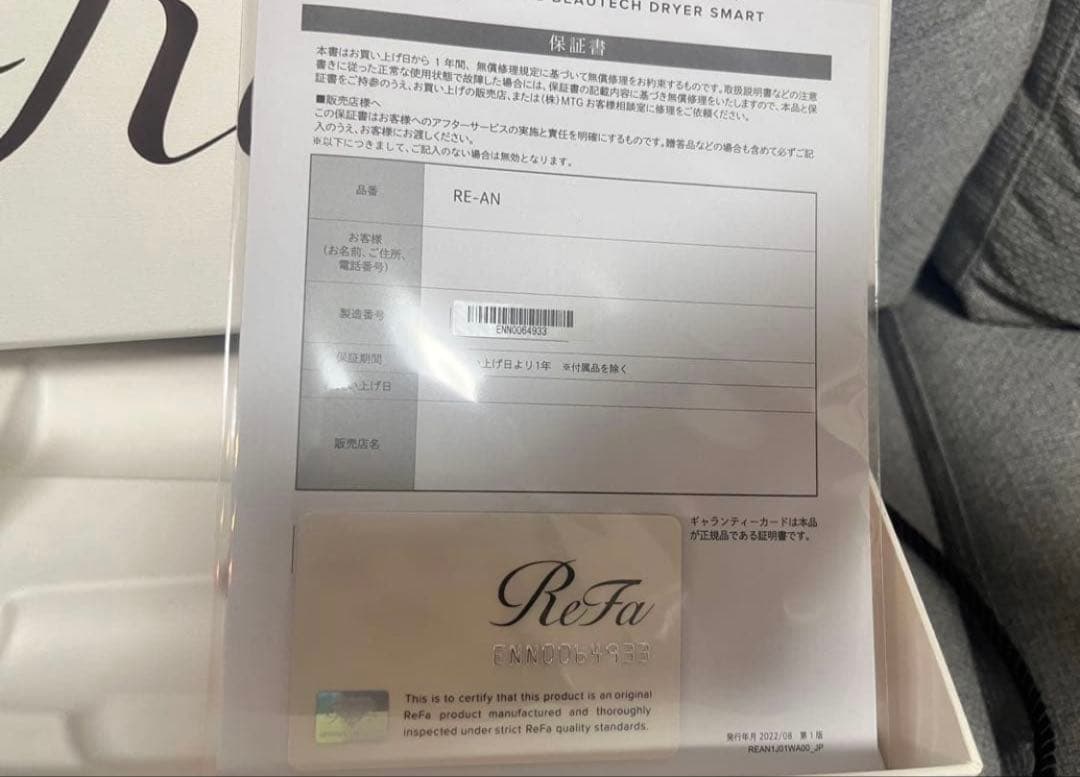 BEAUTECH DRYER SMART
保証書
本書はお買い上げ日から 1 年間、無償修理規定に基づいて無償修理をお約束するものです。取扱説明書などの注意
書きに従った正常な使用状態で故障した場合には、保証書の記載内容に基づき無償修理をいたしますので、本品と保
証書をご持参のうえ、お買い上げの販売店、または(株)MTG お客様相談室に修理をご依頼ください。
■販売店様へ
この保証書はお客様へのアフターサービスの実施と責任を明確にするものです。贈答品などの場合も含めて必ずご記
入のうえ、お客様にお渡しください。
※以下につきまして、ご記入のない場合は無効となります。
品番
RE-AN
お客様
(お名前、ご住所、
電話番号)
製造番号
ENN0064933
保証期間
い上げ日より1年 ※付属品を除く
い上げ日
販売店名
ギャランティーカードは本品
が正規品である証明書です。
ReFa
ENN0064933
This is to certify that this product is an original
ReFa product manufactured and thoroughly
inspected under strict ReFa quality standards.
発行年月 2022/08 第 1 版
REAN1J01WA00_JP